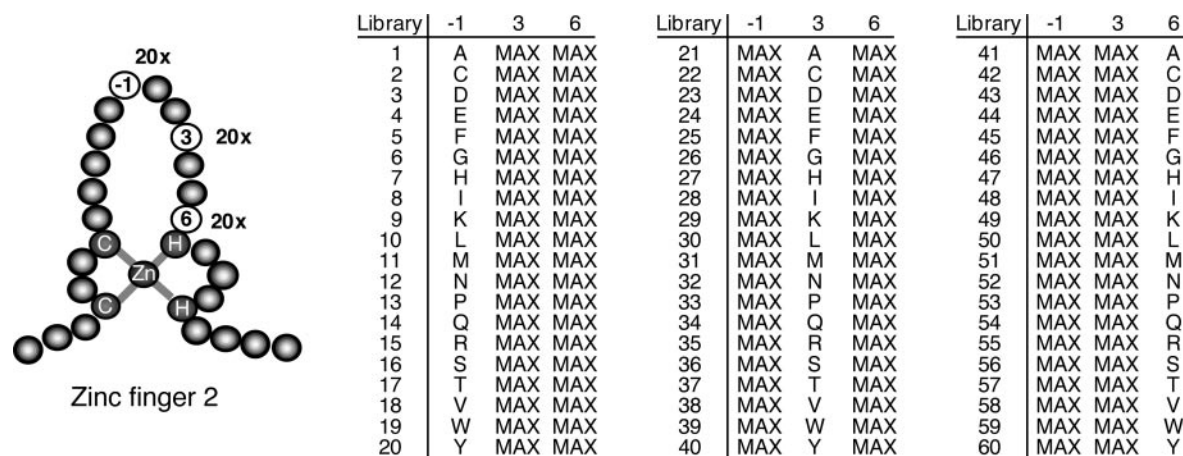 20x
-1
3 20x
6 20x
C H
Zn
C H
Zinc finger 2
Library -1 3 6
1 A MAX MAX
2 C MAX MAX
3 D MAX MAX
4 E MAX MAX
5 F MAX MAX
6 G MAX MAX
7 H MAX MAX
8 I MAX MAX
9 K MAX MAX
10 L MAX MAX
11 M MAX MAX
12 N MAX MAX
13 P MAX MAX
14 Q MAX MAX
15 R MAX MAX
16 S MAX MAX
17 T MAX MAX
18 V MAX MAX
19 W MAX MAX
20 Y MAX MAX
Library -1 3 6
21 MAX A MAX
22 MAX C MAX
23 MAX D MAX
24 MAX E MAX
25 MAX F MAX
26 MAX G MAX
27 MAX H MAX
28 MAX I MAX
29 MAX K MAX
30 MAX L MAX
31 MAX M MAX
32 MAX N MAX
33 MAX P MAX
34 MAX Q MAX
35 MAX R MAX
36 MAX S MAX
37 MAX T MAX
38 MAX V MAX
39 MAX W MAX
40 MAX Y MAX
Library -1 3 6
41 MAX MAX A
42 MAX MAX C
43 MAX MAX D
44 MAX MAX E
45 MAX MAX F
46 MAX MAX G
47 MAX MAX H
48 MAX MAX I
49 MAX MAX K
50 MAX MAX L
51 MAX MAX M
52 MAX MAX N
53 MAX MAX P
54 MAX MAX Q
55 MAX MAX R
56 MAX MAX S
57 MAX MAX T
58 MAX MAX V
59 MAX MAX W
60 MAX MAX Y